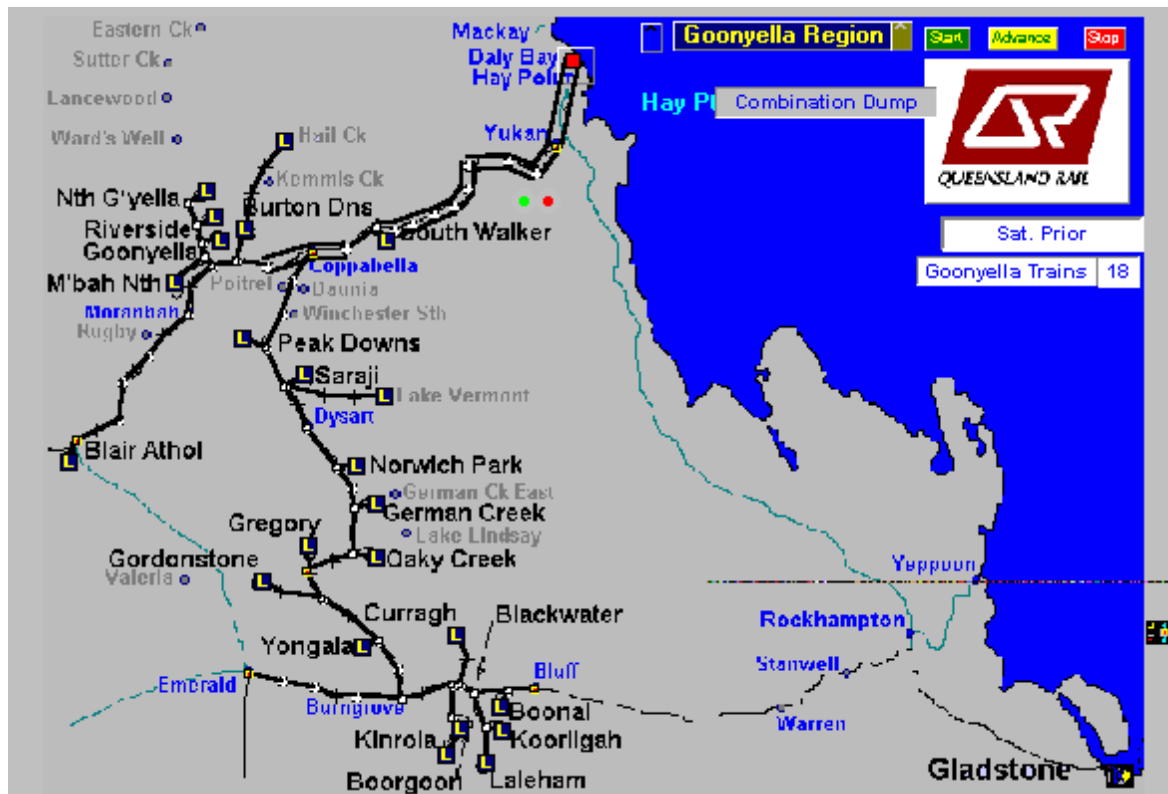 Eastern Ck
Mackay
Goonyella Region
Start
Advance
Stop
Sutter Ck
Daly Bay
Hay Poin
Lancewood
Hay P
Combination Dump
Ward's Well
Hail Ck
Yukan
QUEENSLAND RAIL
Kemmis Ck
Nth G'yella
Burton Dns
Riverside
South Walker
Sat. Prior
Goonyella
Coppabella
Goonyella Trains 18
M'bah Nth
Poitrel
Daunia
Moranbah
Winchester Sth
Rugby
Peak Downs
Saraji
Lake Vermont
Dysart
Blair Athol
Norwich Park
German Ck East
German Creek
Gregory
Lake Lindsay
Gordonstone
Oaky Creek
Valeria
Yeppoon
Curragh
Blackwater
Rockhampton
Yongala
Stanwell
Bluff
Emerald
Burngrove
Boonal
Warren
Kinrola
Koorligah
Boorgoon
Laleham
Gladstone